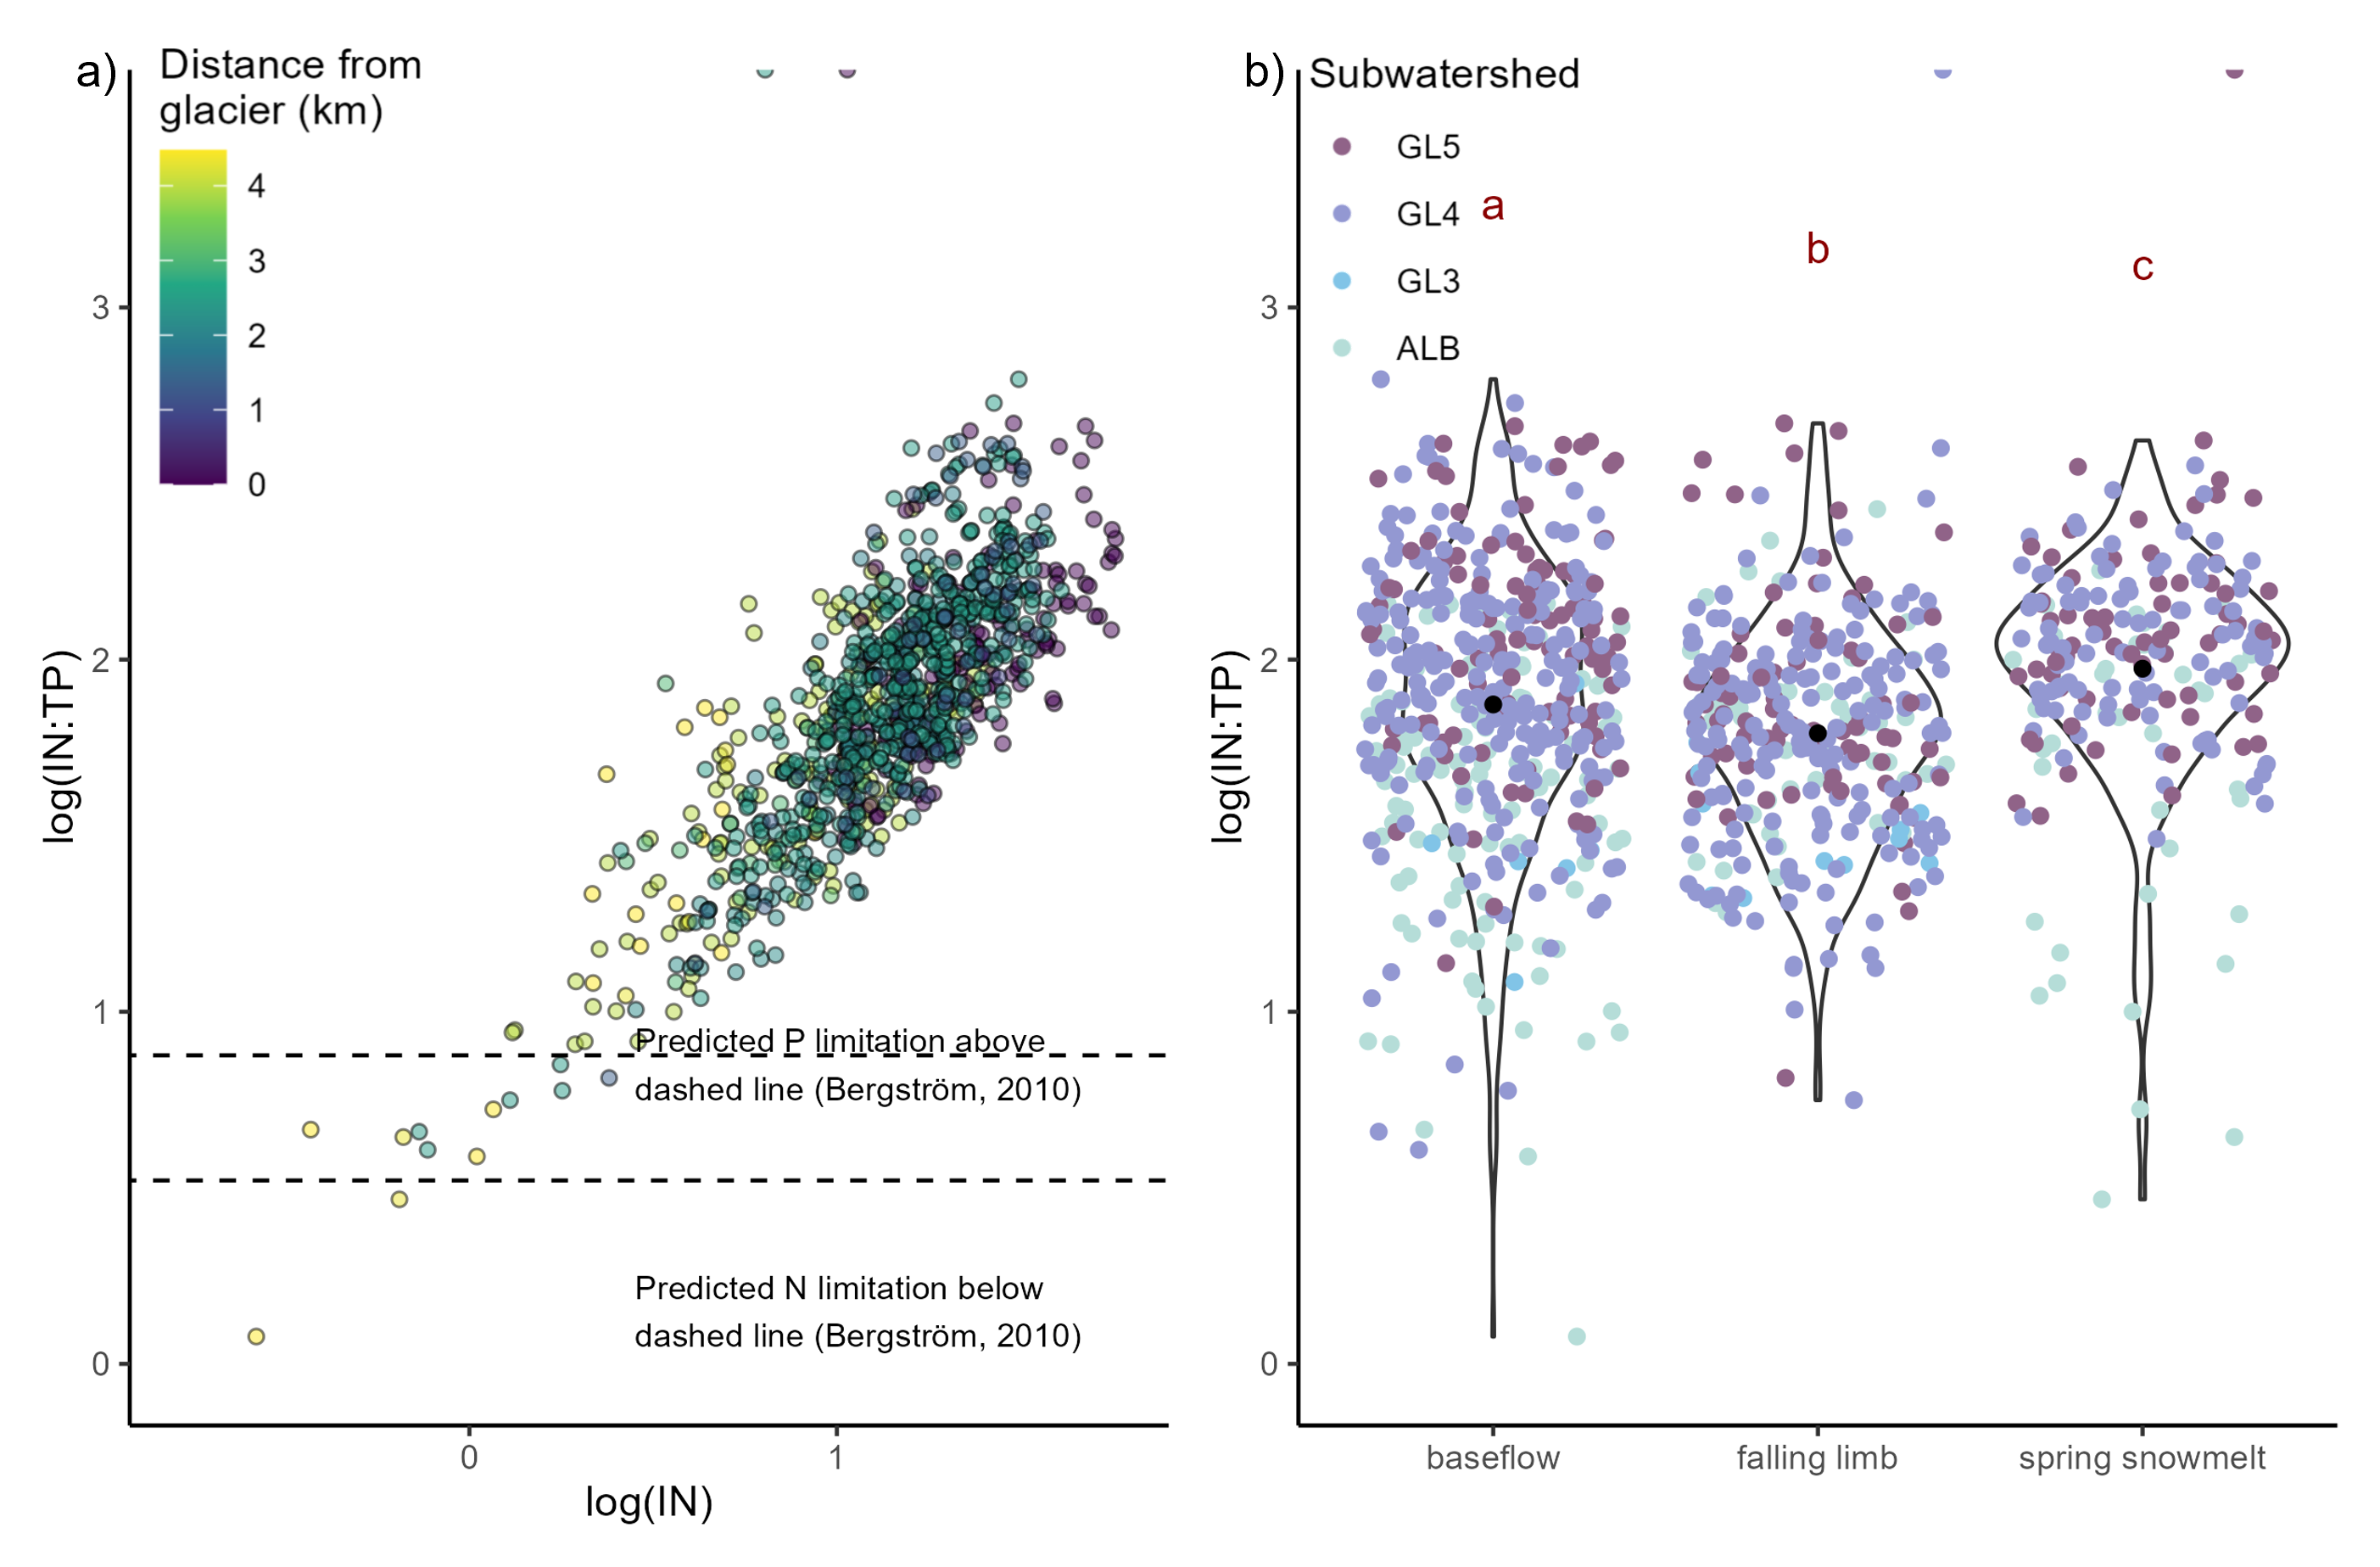 a)
Distance from
glacier (km)
4
3
2
1
0
3
2
1
0
log(IN:TP)
Predicted P limitation above
dashed line (Bergström, 2010)
Predicted N limitation below
dashed line (Bergström, 2010)
0
1
log(IN)
b)
Subwatershed
GL5
GL4
GL3
ALB
a
b
c
3
2
1
0
log(IN:TP)
baseflow
falling limb
spring snowmelt